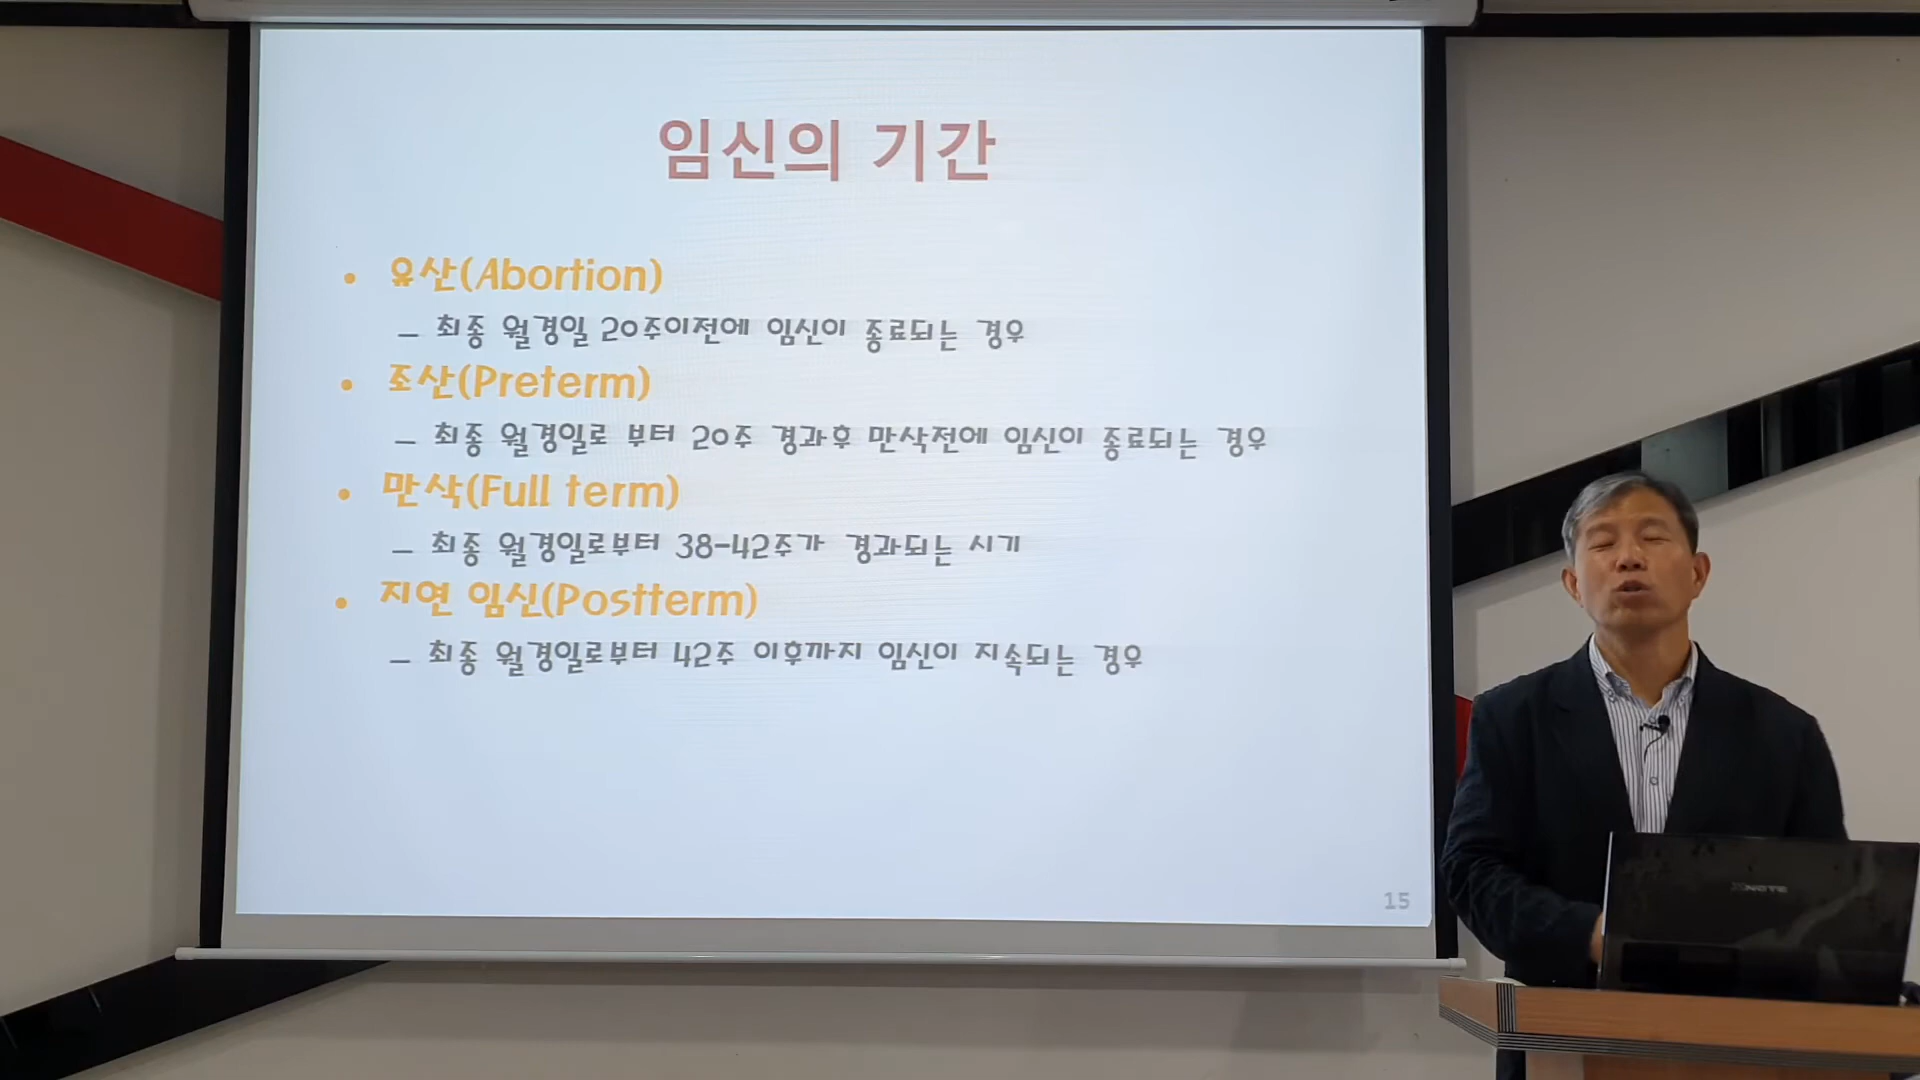 임신의 기간
• 유산(Abortion)
– 최종 월경일 20주이전에 임신이 종료되는 경우
• 조산(Preterm)
– 최종 월경일로 부터 20주 경과후 만삭전에 임신이 종료되는 경우
• 만삭(Full term)
– 최종 월경일로부터 38-42주가 경과되는 시기
• 지연 임신(Postterm)
– 최종 월경일로부터 42주 이후까지 임신이 지속되는 경우
15
XNOTE